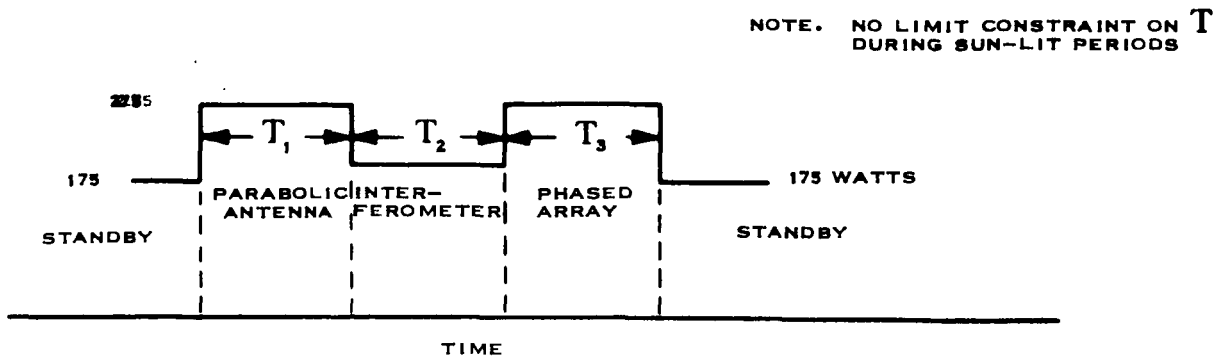 NOTE. NO LIMIT CONSTRAINT ON T
DURING SUN-LIT PERIODS
T₁ T₂ T₃
175
175 WATTS
PARABOLIC
ANTENNA
INTER-
FEROMETER
PHASED
ARRAY
STANDBY
STANDBY
TIME